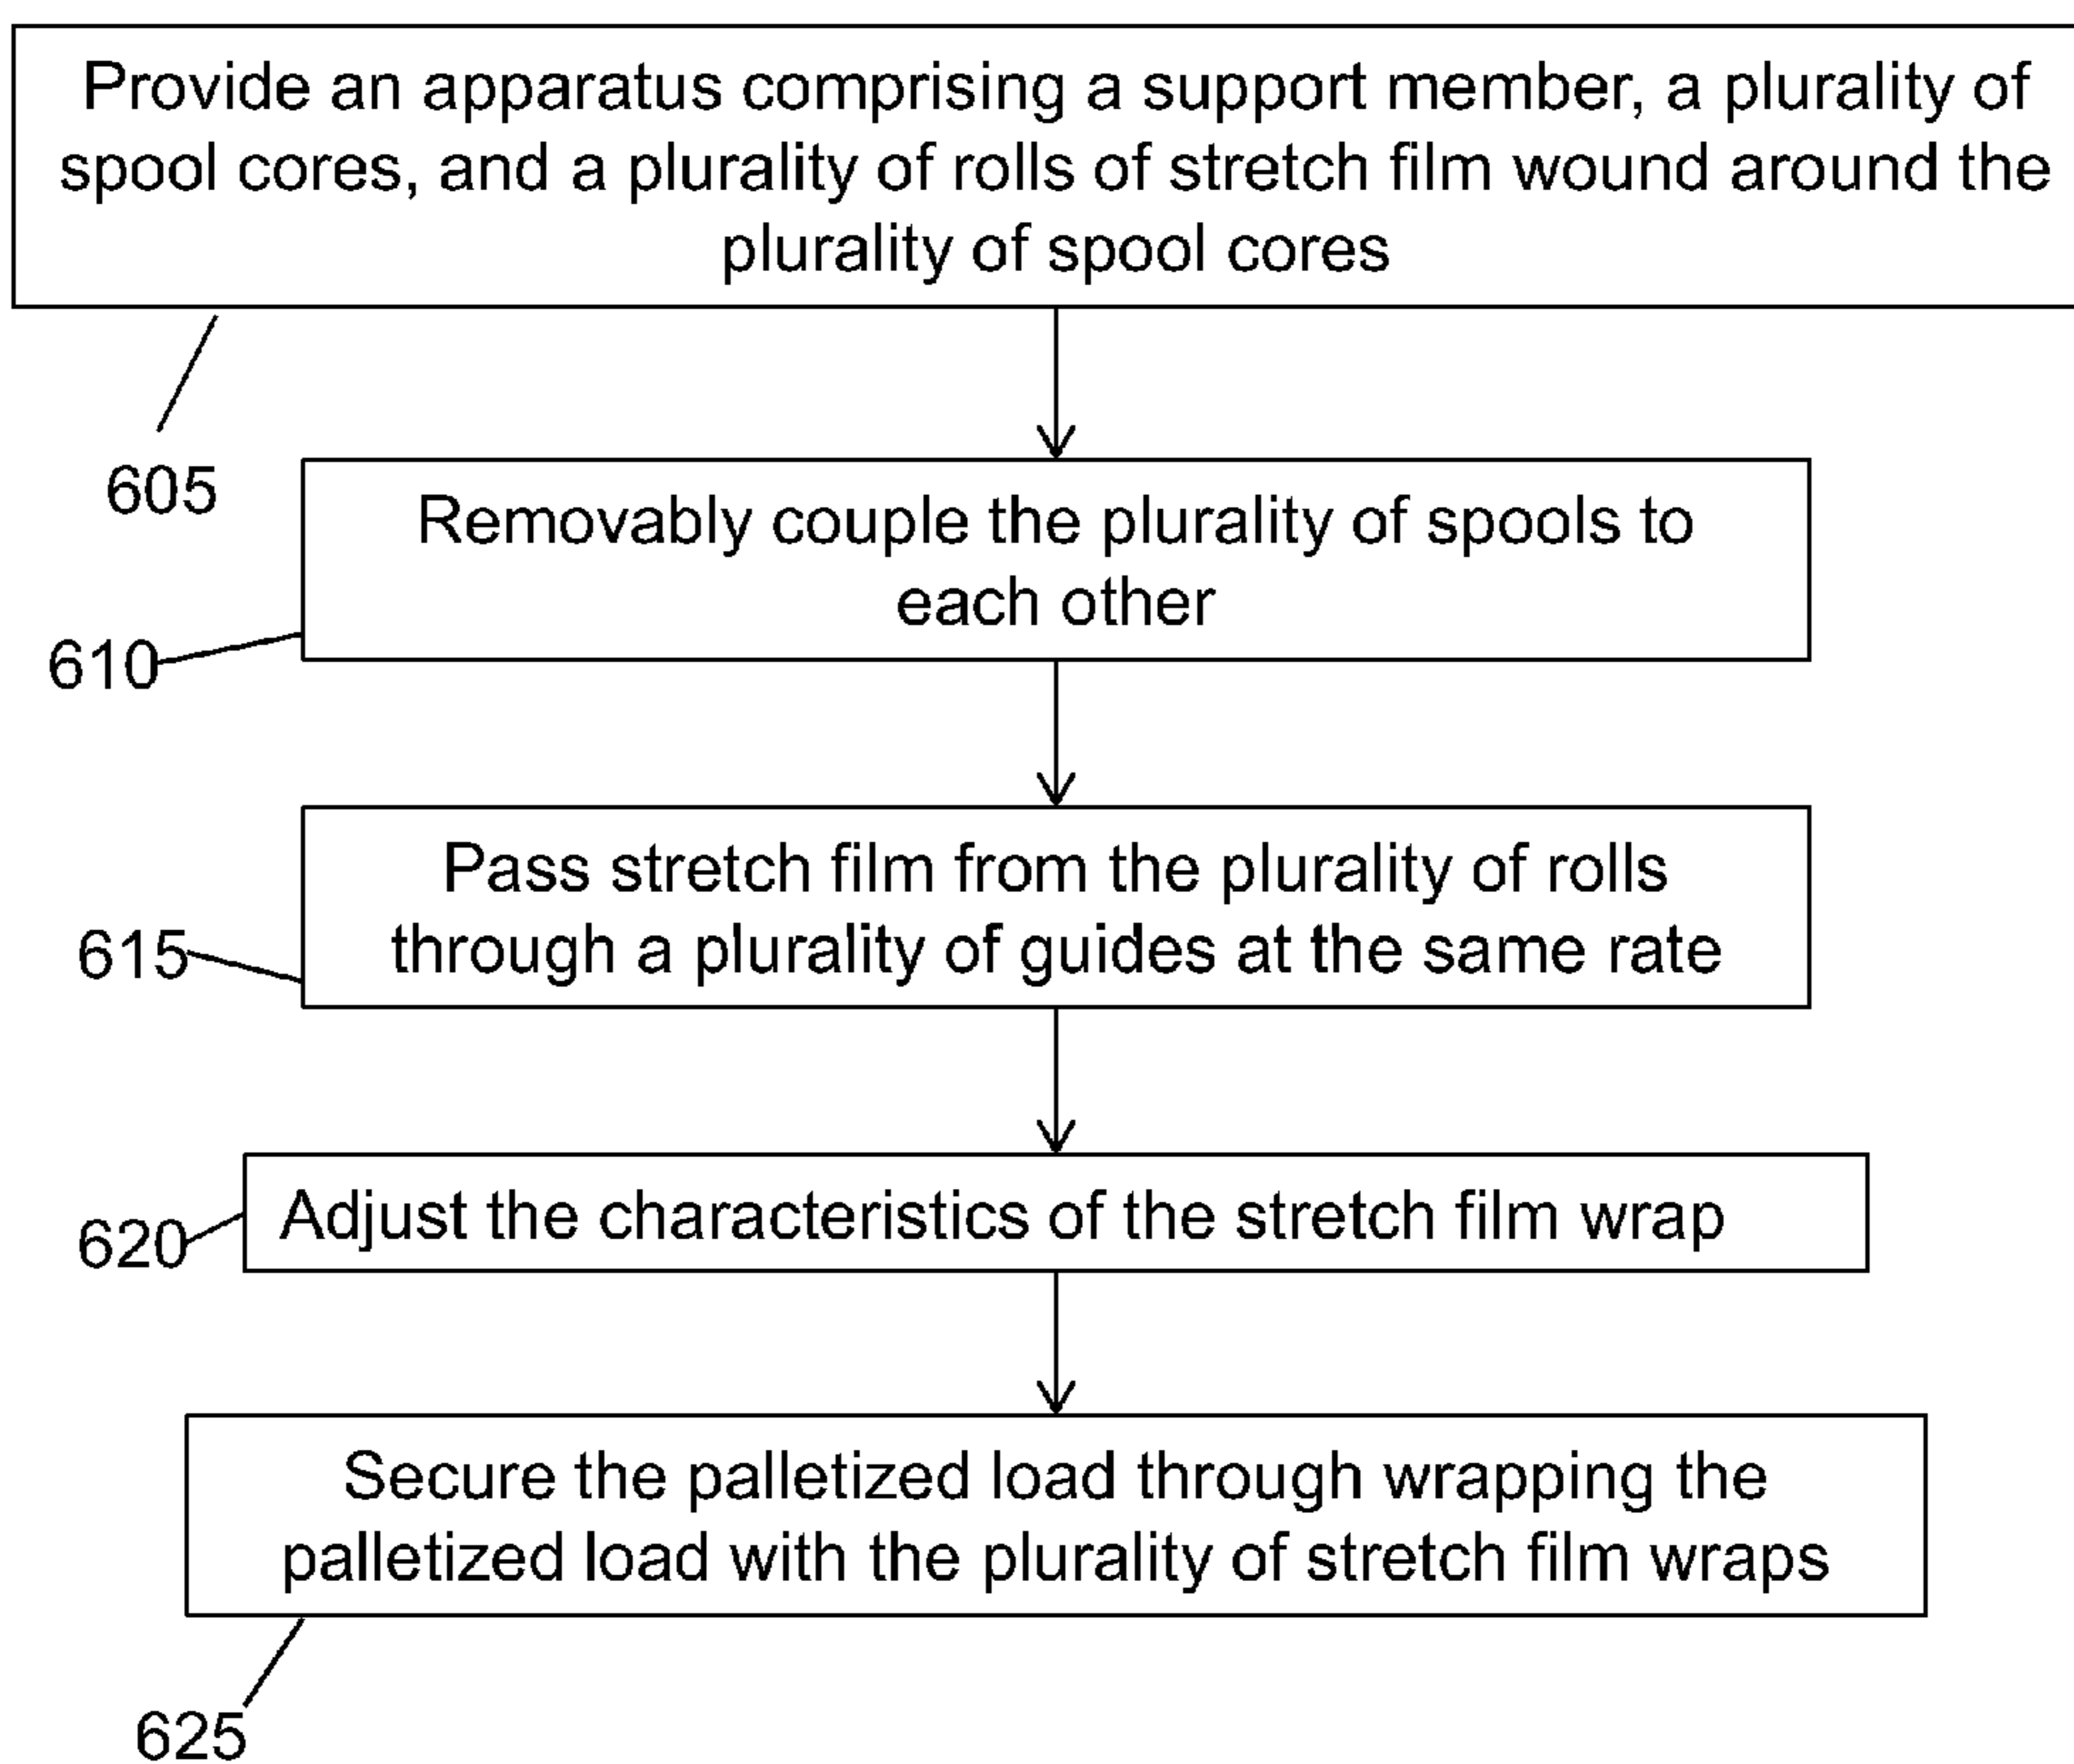 Provide an apparatus comprising a support member, a plurality of
spool cores, and a plurality of rolls of stretch film wound around the
plurality of spool cores
605
Removably couple the plurality of spools to
each other
610
Pass stretch film from the plurality of rolls
through a plurality of guides at the same rate
615
Adjust the characteristics of the stretch film wrap
620
Secure the palletized load through wrapping the
palletized load with the plurality of stretch film wraps
625